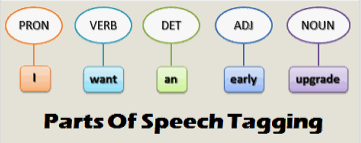 PRON VERB DET ADJ NOUN
I want an early upgrade
Parts Of Speech Tagging